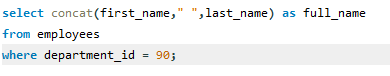 select concat(first_name," ",last_name) as full_name
from employees
where department_id = 90;